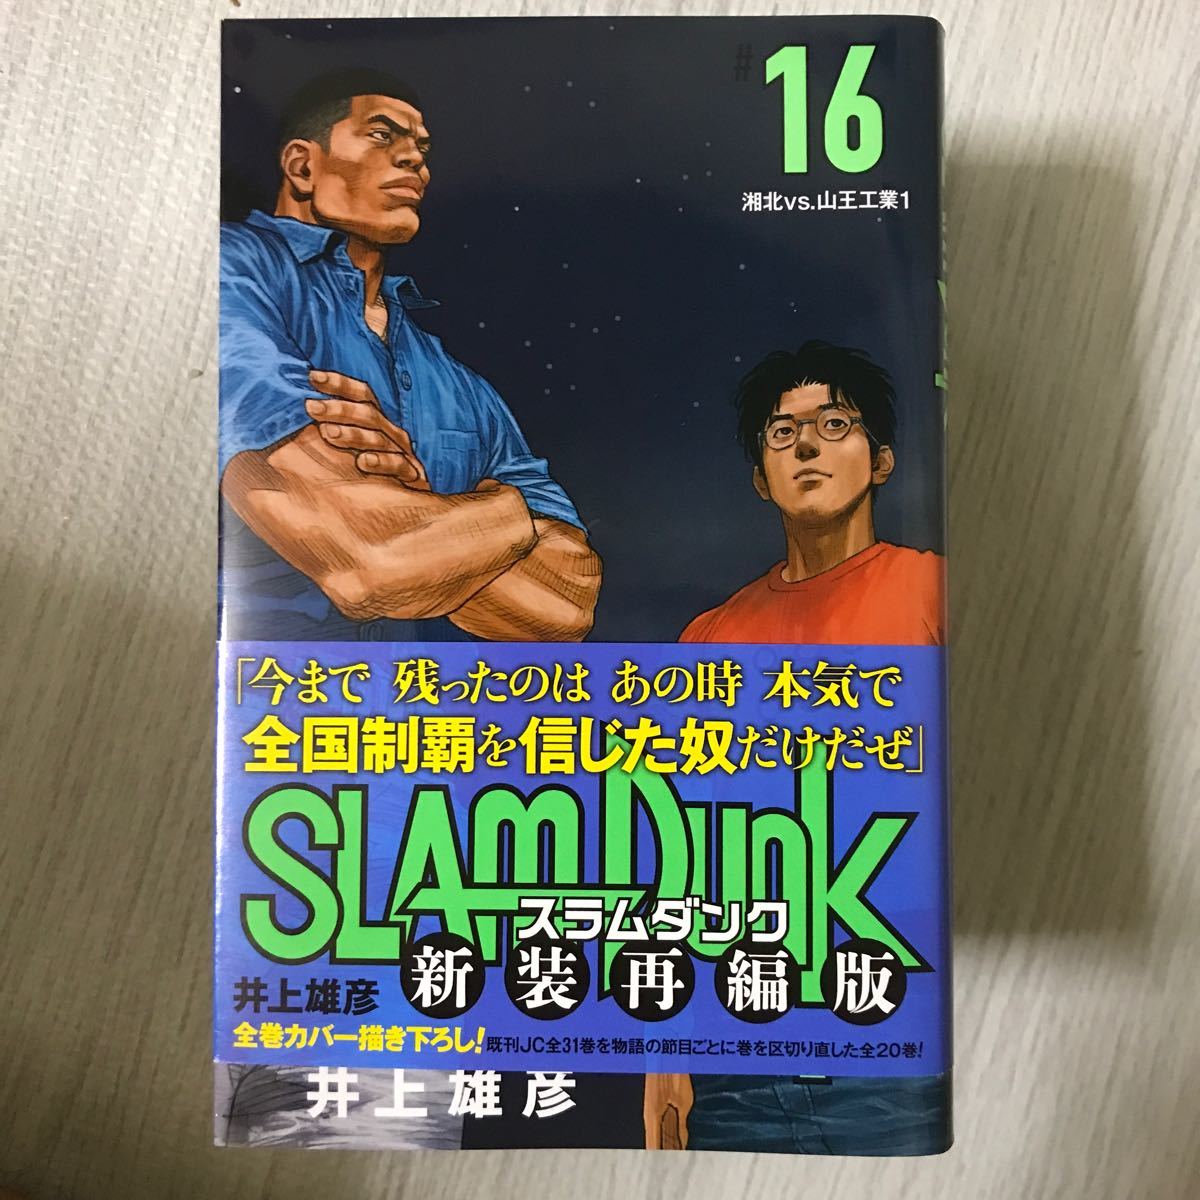 #16
湘北vs.山王工業1
「今まで 残ったのは あの時 本気で
全国制覇を信じた奴だけだぜ」
SLAM DUNK
スラムダンク
新装再編版
井上雄彦
全巻カバー描き下ろし! 既刊JC全31巻を物語の節目ごとに巻を区切り直した全20巻!
井上雄彦